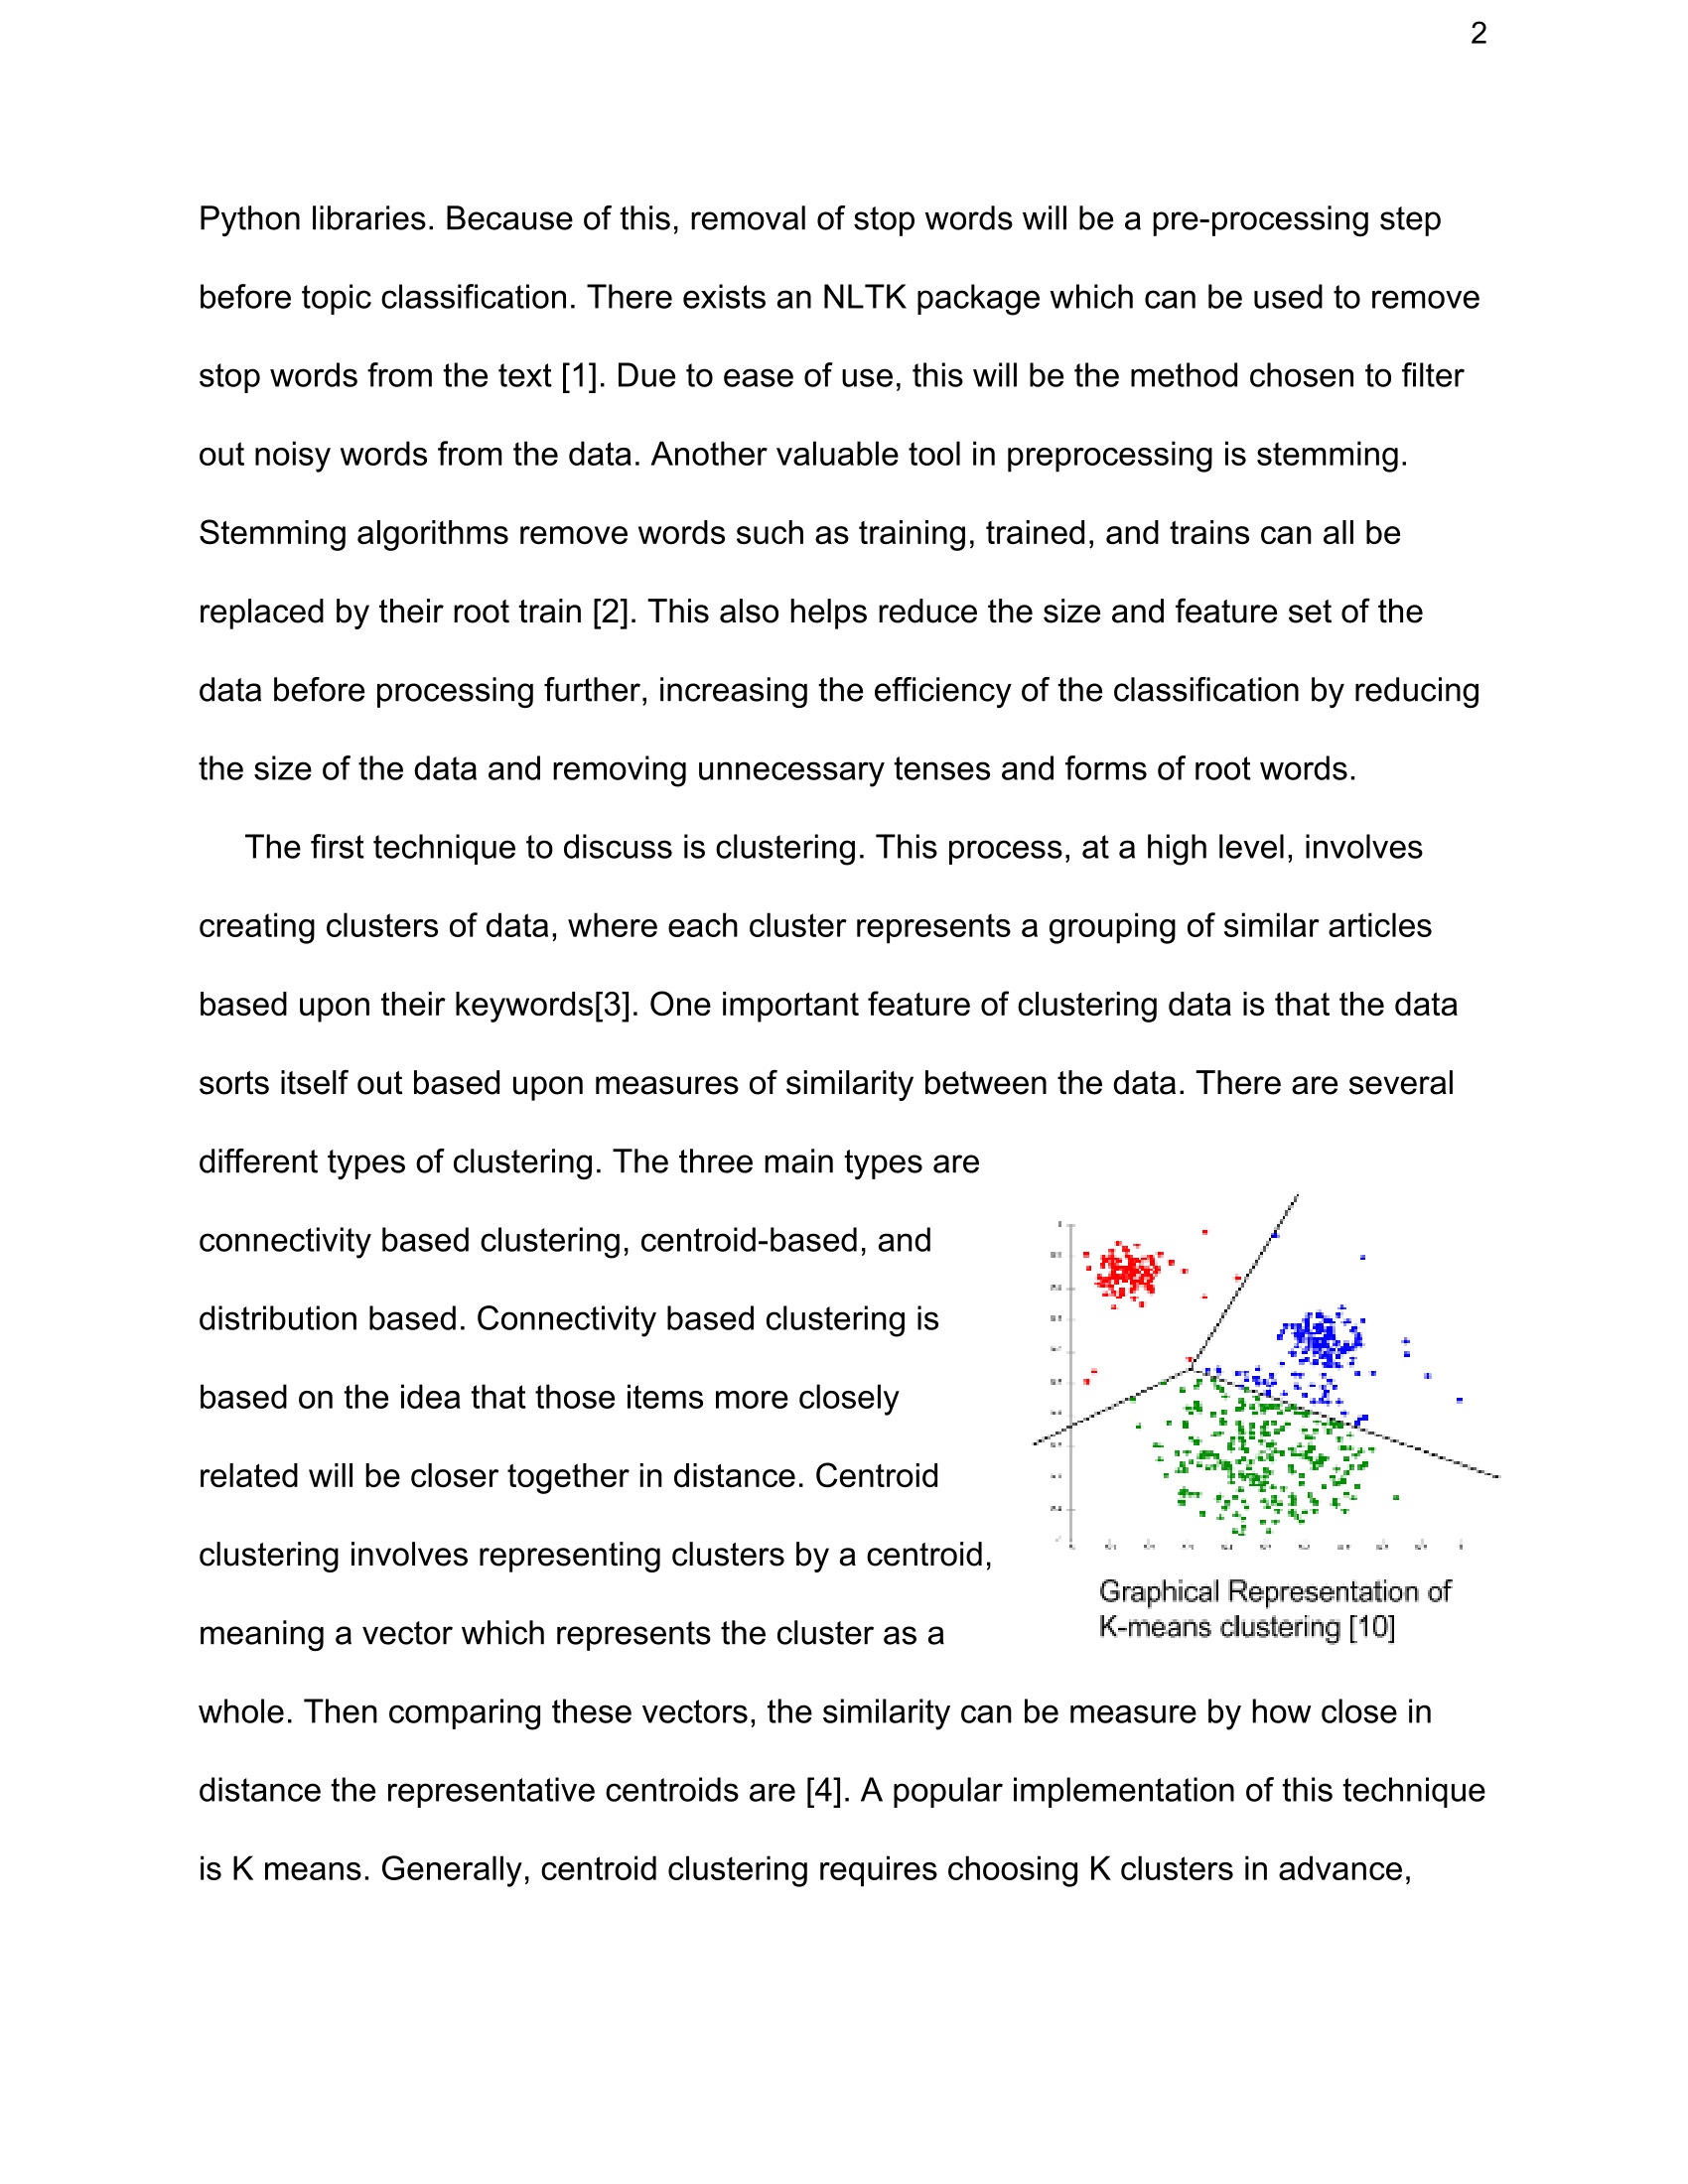 2
Python libraries. Because of this, removal of stop words will be a pre-processing step
before topic classification. There exists an NLTK package which can be used to remove
stop words from the text [1]. Due to ease of use, this will be the method chosen to filter
out noisy words from the data. Another valuable tool in preprocessing is stemming.
Stemming algorithms remove words such as training, trained, and trains can all be
replaced by their root train [2]. This also helps reduce the size and feature set of the
data before processing further, increasing the efficiency of the classification by reducing
the size of the data and removing unnecessary tenses and forms of root words.
The first technique to discuss is clustering. This process, at a high level, involves
creating clusters of data, where each cluster represents a grouping of similar articles
based upon their keywords[3]. One important feature of clustering data is that the data
sorts itself out based upon measures of similarity between the data. There are several
different types of clustering. The three main types are
connectivity based clustering, centroid-based, and
distribution based. Connectivity based clustering is
based on the idea that those items more closely
related will be closer together in distance. Centroid
clustering involves representing clusters by a centroid,
meaning a vector which represents the cluster as a
whole. Then comparing these vectors, the similarity can be measure by how close in
distance the representative centroids are [4]. A popular implementation of this technique
is K means. Generally, centroid clustering requires choosing K clusters in advance,
Graphical Representation of
K-means clustering [10]